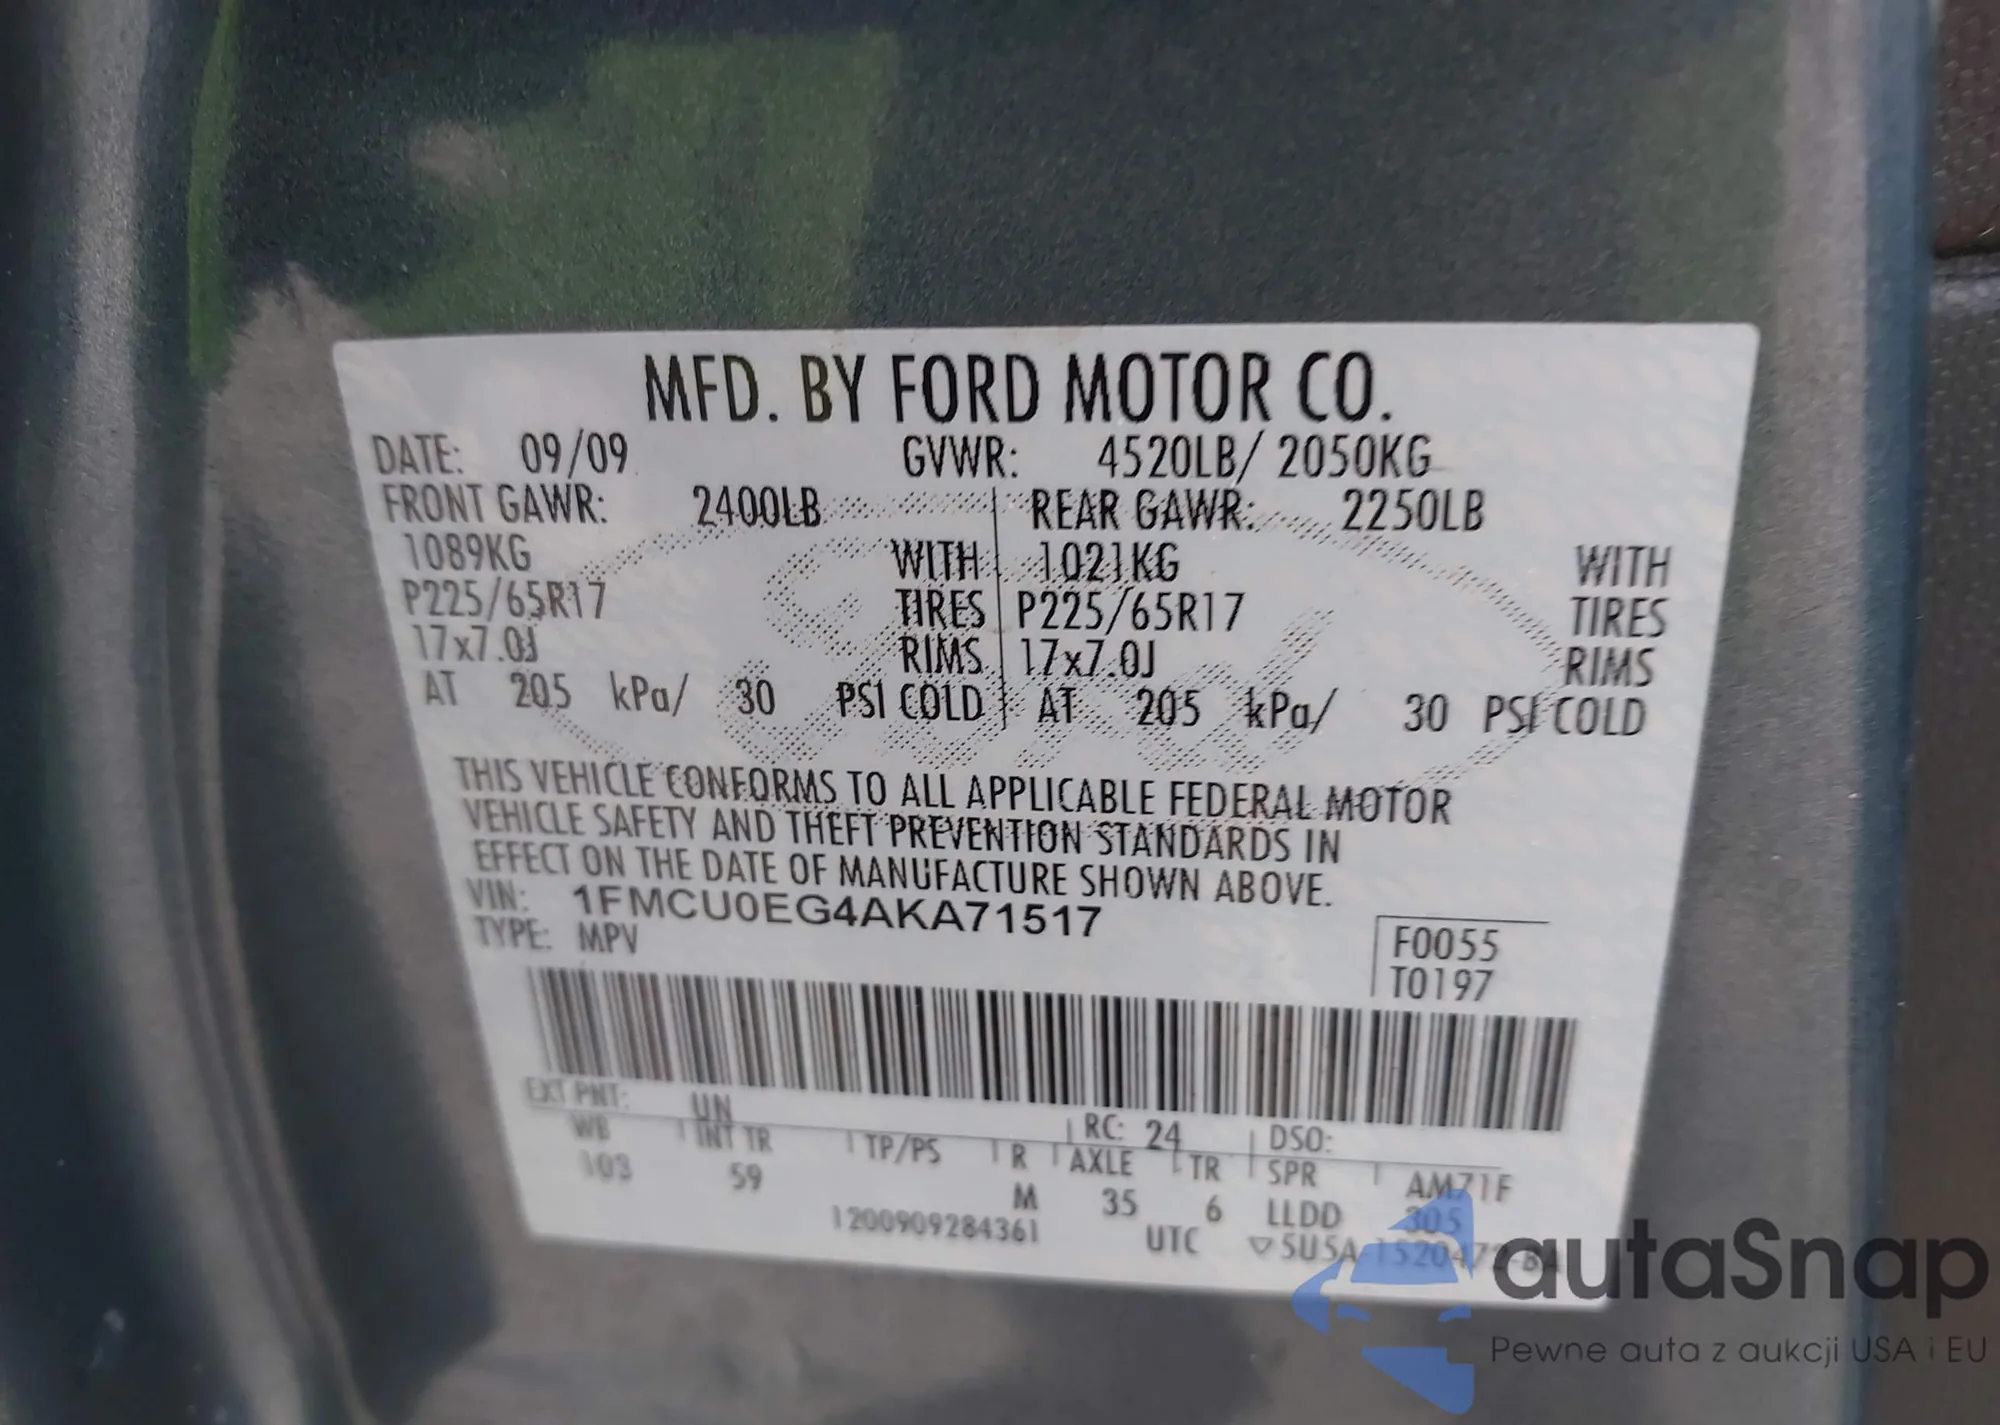 MFD. BY FORD MOTOR CO.
DATE: 09/09 GVWR: 4520LB/ 2050KG
FRONT GAWR: 2400LB REAR GAWR: 2250LB
1089KG WITH 1021KG WITH
P225/65R17 TIRES P225/65R17 TIRES
17x7.0J RIMS 17x7.0J RIMS
AT 205 kPa/ 30 PSI COLD AT 205 kPa/ 30 PSI COLD
THIS VEHICLE CONFORMS TO ALL APPLICABLE FEDERAL MOTOR
VEHICLE SAFETY AND THEFT PREVENTION STANDARDS IN
EFFECT ON THE DATE OF MANUFACTURE SHOWN ABOVE.
VIN: 1FMCU0EG4AKA71517
TYPE: MPV
F0055
T0197
EXT PNT: UN RC: 24 DSO:
WB INT TR TP/PS R AXLE TR SPR AM71F
103 59 M 35 6 LLDD 305
1200909284361 UTC ▽5U5A-1520472-BA
autaSnap
Pewne auta z aukcji USA i EU